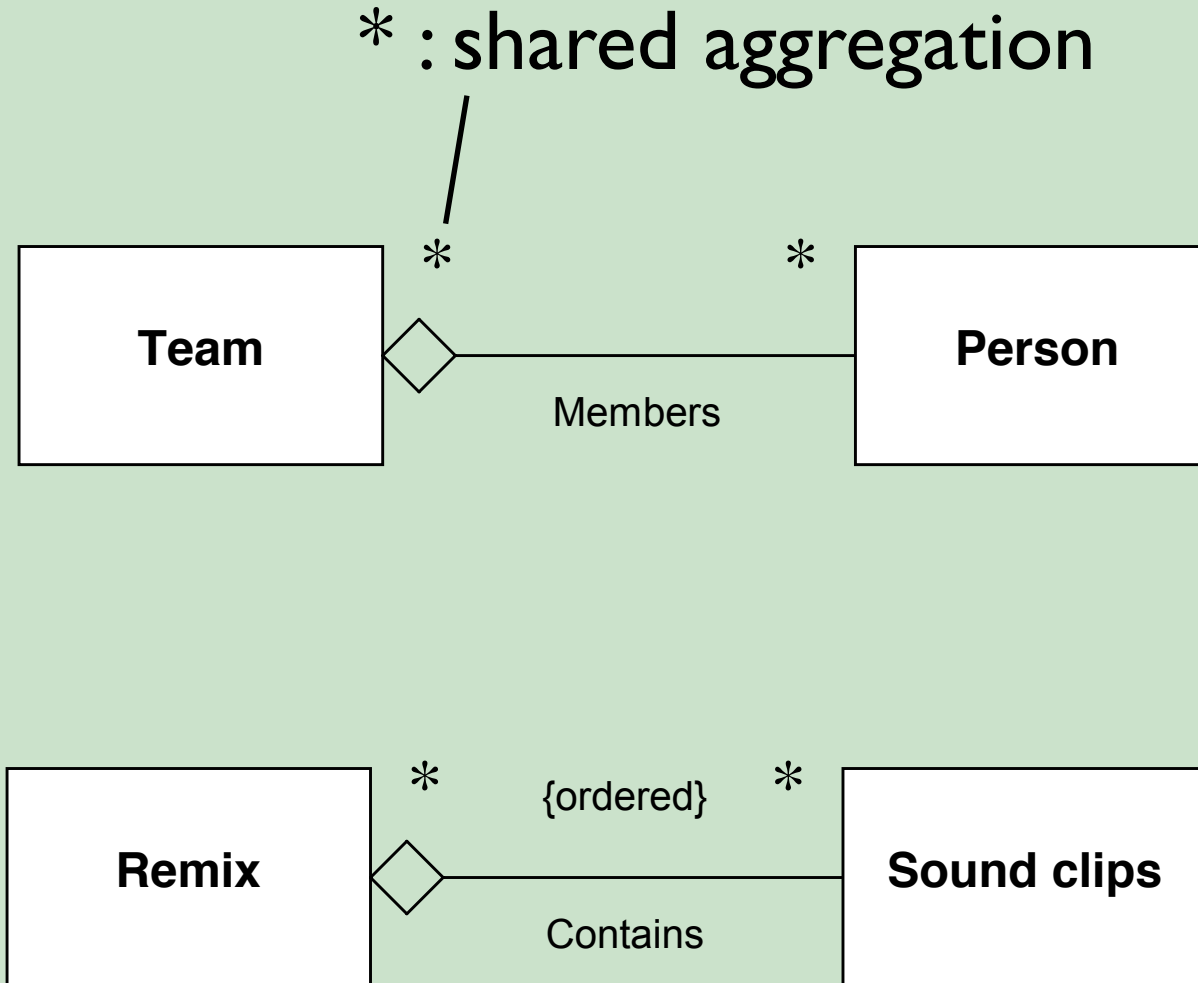 * : shared aggregation
* *
Team Person
Members
* {ordered} *
Remix Sound clips
Contains